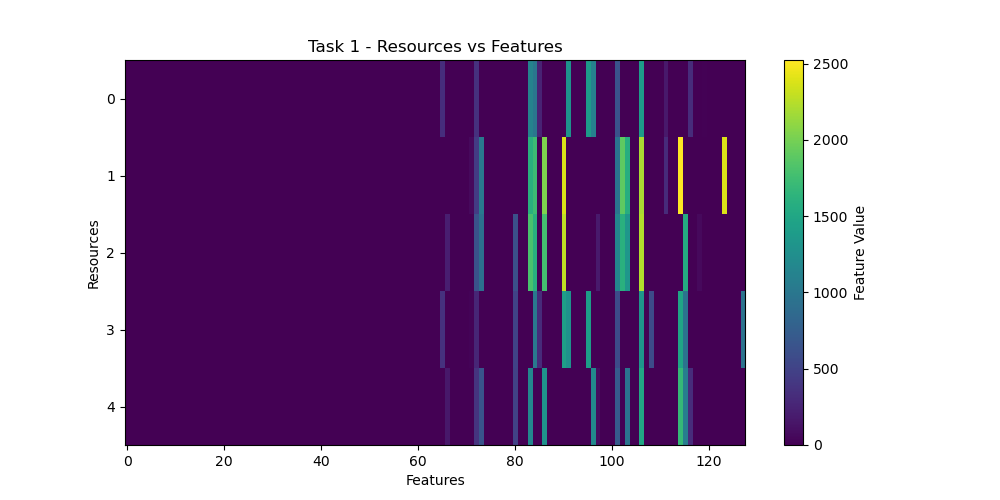 Task 1 - Resources vs Features
Resources
0
1
2
3
4
0 20 40 60 80 100 120
Features
2500
2000
1500
1000
500
0
Feature Value